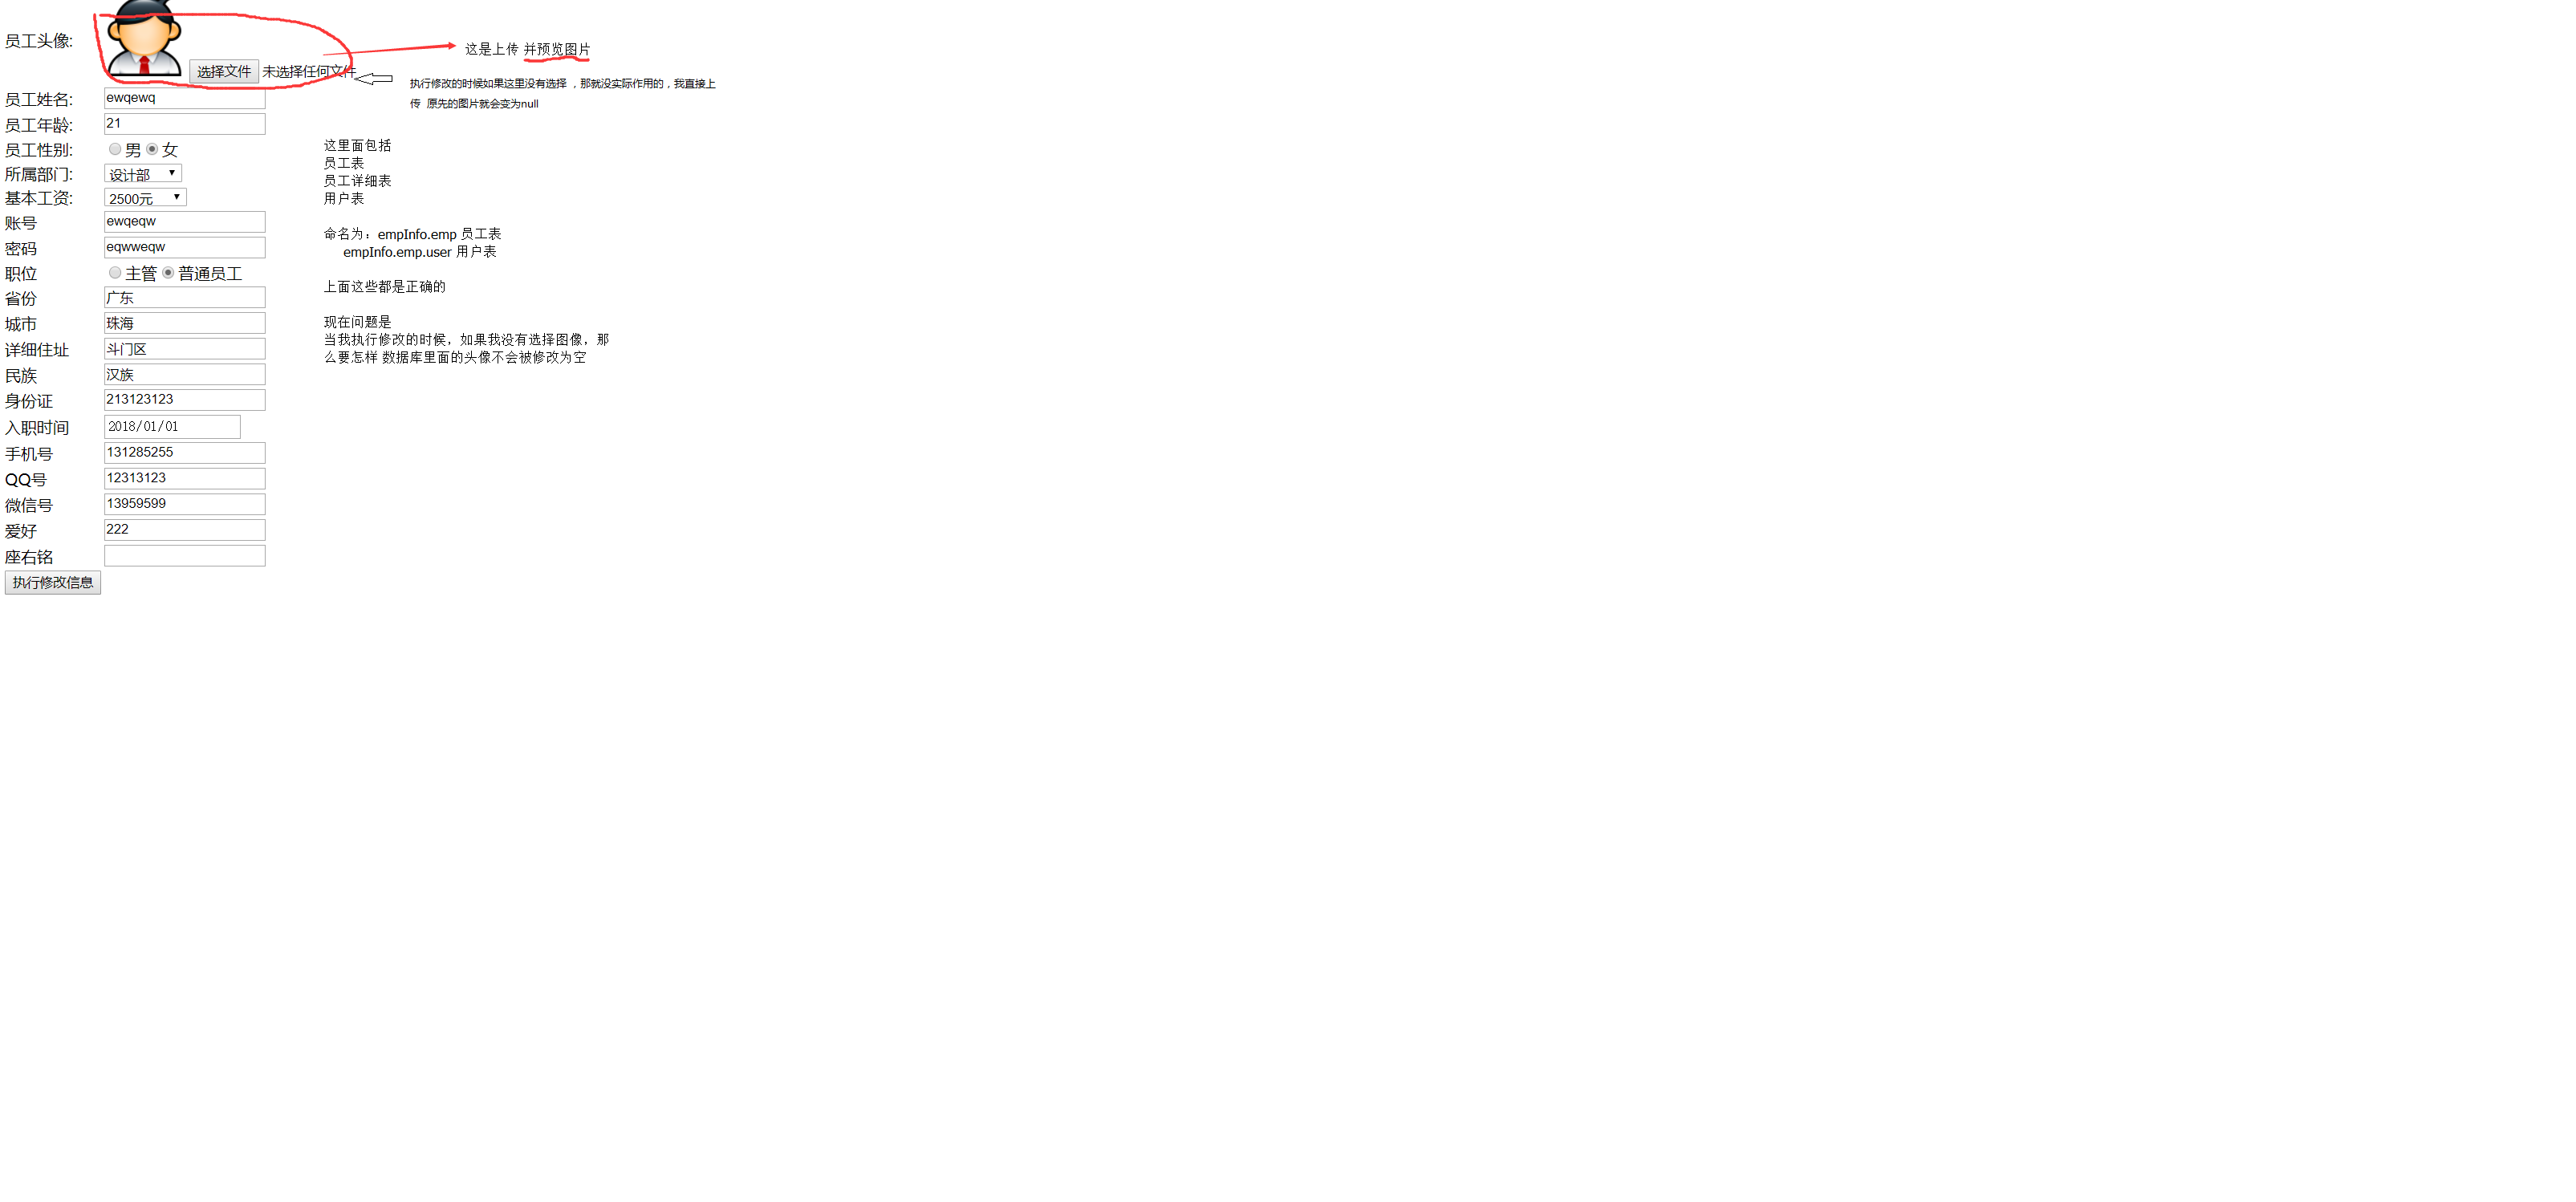 员工头像:
选择文件 未选择任何文件
这是上传 并预览图片
执行修改的时候如果这里没有选择 ，那就没实际作用的，我直接上
传 原先的图片就会变为null
员工姓名: ewqewq
员工年龄: 21
员工性别: 男 女
所属部门: 设计部
基本工资: 2500元
账号 ewqeqw
密码 eqwweqw
职位 主管 普通员工
省份 广东
城市 珠海
详细住址 斗门区
民族 汉族
身份证 213123123
入职时间 2018/01/01
手机号 131285255
QQ号 12313123
微信号 13959599
爱好 222
座右铭
执行修改信息
这里面包括
员工表
员工详细表
用户表
命名为：empInfo.emp 员工表
empInfo.emp.user 用户表
上面这些都是正确的
现在问题是
当我执行修改的时候，如果我没有选择图像，那
么要怎样 数据库里面的头像不会被修改为空